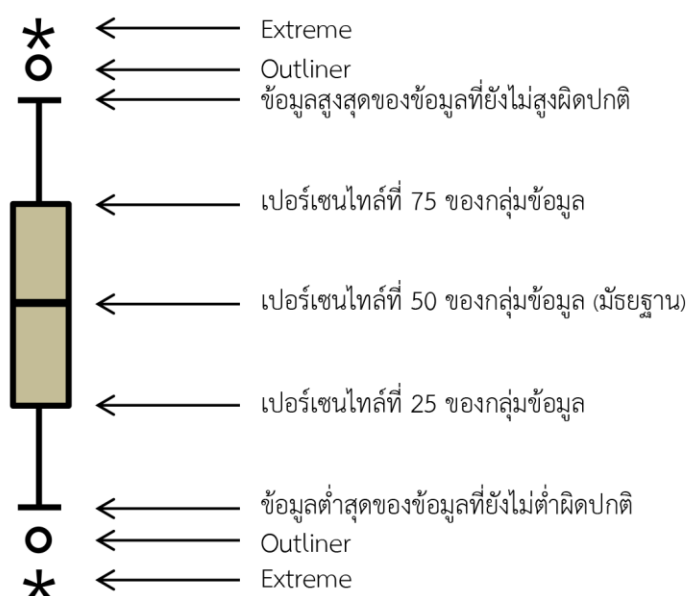 Extreme
Outliner
ข้อมูลสูงสุดของข้อมูลที่ยังไม่สูงผิดปกติ
เปอร์เซนไทล์ที่ 75 ของกลุ่มข้อมูล
เปอร์เซนไทล์ที่ 50 ของกลุ่มข้อมูล (มัธยฐาน)
เปอร์เซนไทล์ที่ 25 ของกลุ่มข้อมูล
ข้อมูลต่ำสุดของข้อมูลที่ยังไม่ต่ำผิดปกติ
Outliner
Extreme